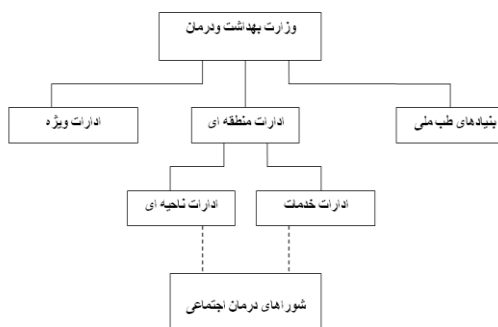 وزارت بهداشت ودرمان
بنیادهای طب ملی
ادارات منطقه ای
ادارات ویژه
ادارات خدمات
ادارات ناحیه ای
شوراهای درمان اجتماعی